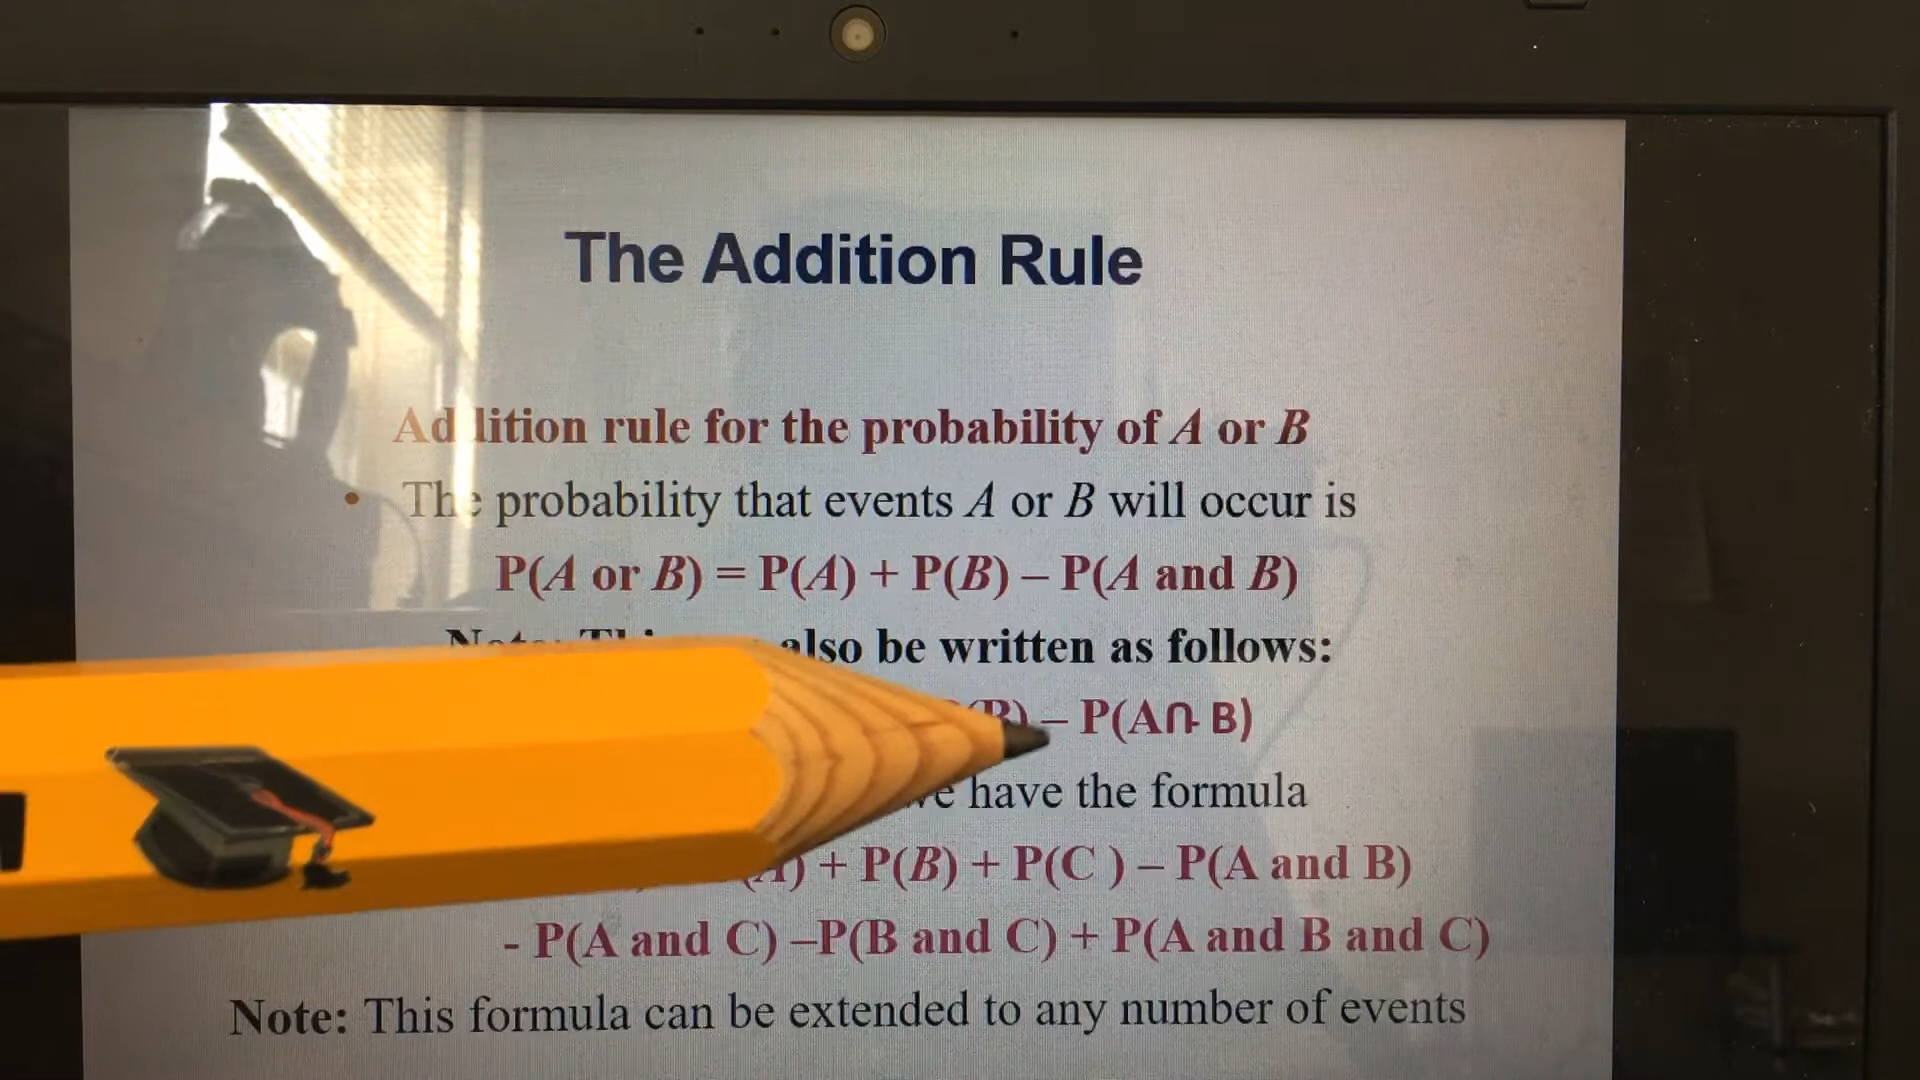 The Addition Rule
Addition rule for the probability of A or B
• The probability that events A or B will occur is
P(A or B) = P(A) + P(B) – P(A and B)
also be written as follows:
– P(A∩ B)
have the formula
+ P(B) + P(C ) – P(A and B)
- P(A and C) –P(B and C) + P(A and B and C)
Note: This formula can be extended to any number of events